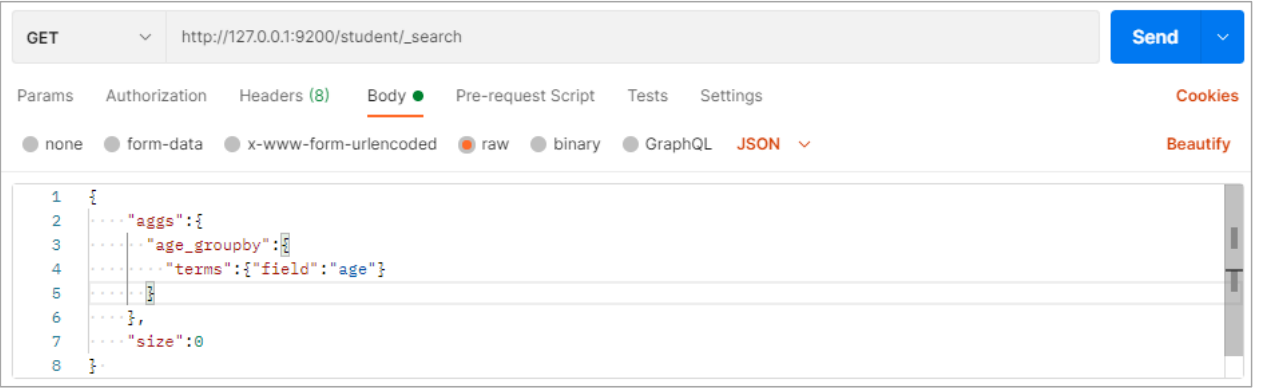 GET http://127.0.0.1:9200/student/_search Send
Params Authorization Headers (8) Body Pre-request Script Tests Settings Cookies
none form-data x-www-form-urlencoded raw binary GraphQL JSON Beautify
1 {
2 ····"aggs":{
3 ······"age_groupby":{
4 ········"terms":{"field":"age"}
5 ······}
6 ····},
7 ····"size":0
8 }·